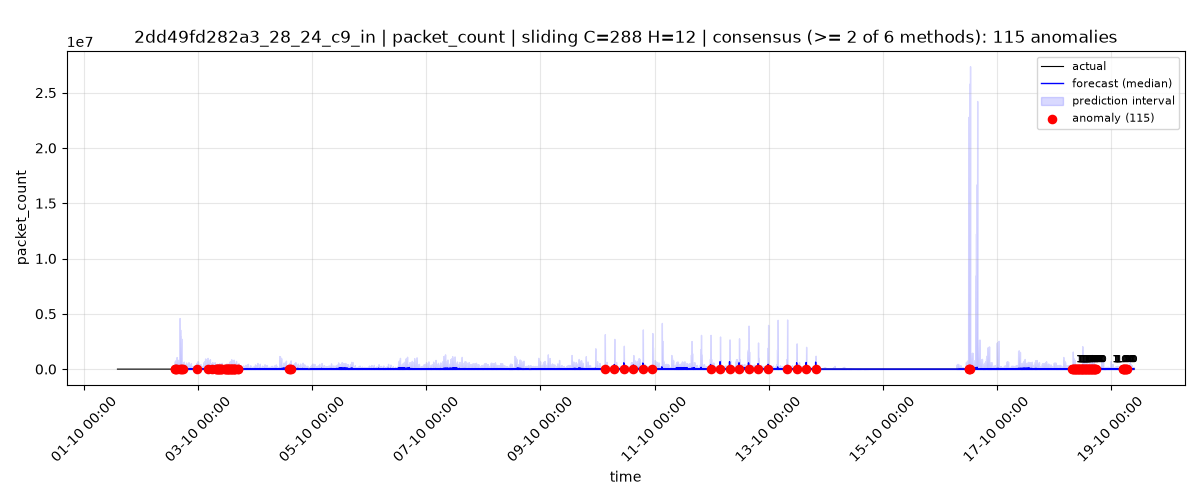 2dd49fd282a3_28_24_c9_in | packet_count | sliding C=288 H=12 | consensus (>= 2 of 6 methods): 115 anomalies
1e7
2.5
2.0
1.5
1.0
0.5
0.0
packet_count
actual
forecast (median)
prediction interval
anomaly (115)
01-10 00:00
03-10 00:00
05-10 00:00
07-10 00:00
09-10 00:00
11-10 00:00
13-10 00:00
15-10 00:00
17-10 00:00
19-10 00:00
time